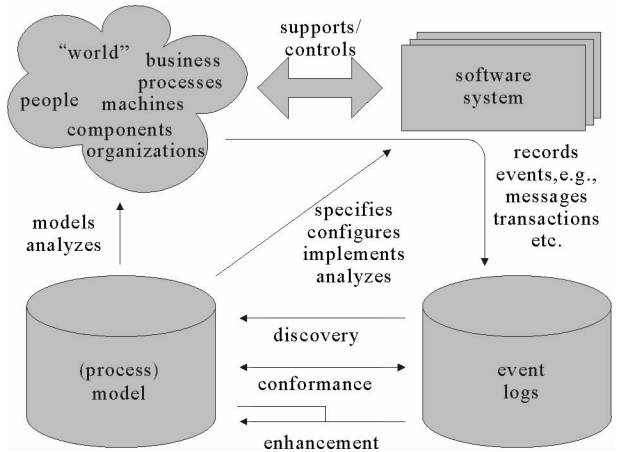 supports/
controls
“world”
business
processes
people
machines
components
organizations
software
system
records
events,e.g.,
messages
transactions
etc.
models
analyzes
specifies
configures
implements
analyzes
(process)
model
discovery
conformance
enhancement
event
logs